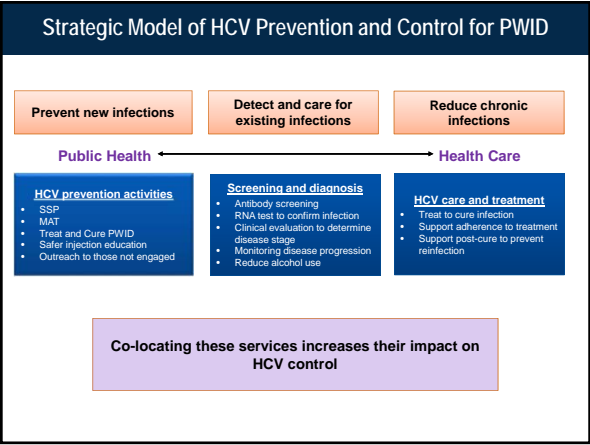 Strategic Model of HCV Prevention and Control for PWID
Prevent new infections
Detect and care for
existing infections
Reduce chronic
infections
Public Health
Health Care
HCV prevention activities
• SSP
• MAT
• Treat and Cure PWID
• Safer injection education
• Outreach to those not engaged
Screening and diagnosis
• Antibody screening
• RNA test to confirm infection
• Clinical evaluation to determine
disease stage
• Monitoring disease progression
• Reduce alcohol use
HCV care and treatment
• Treat to cure infection
• Support adherence to treatment
• Support post-cure to prevent
reinfection
Co-locating these services increases their impact on
HCV control